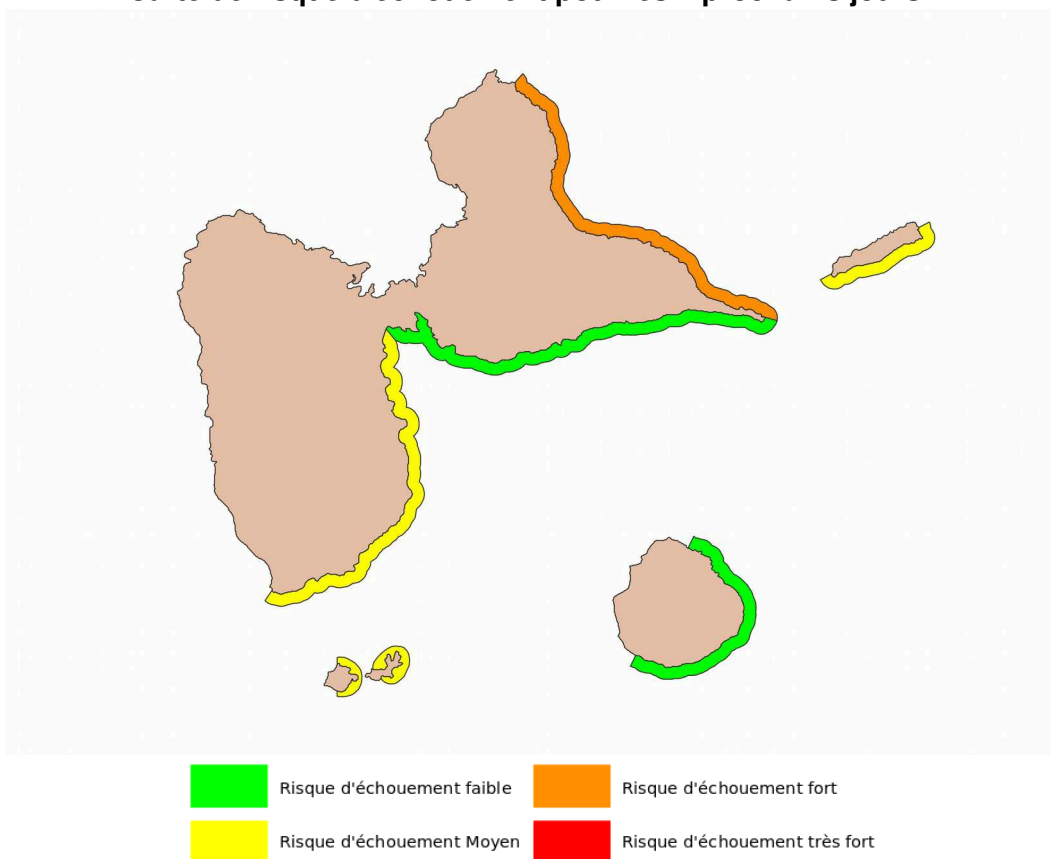 Risque d'échouement faible
Risque d'échouement fort
Risque d'échouement Moyen
Risque d'échouement très fort